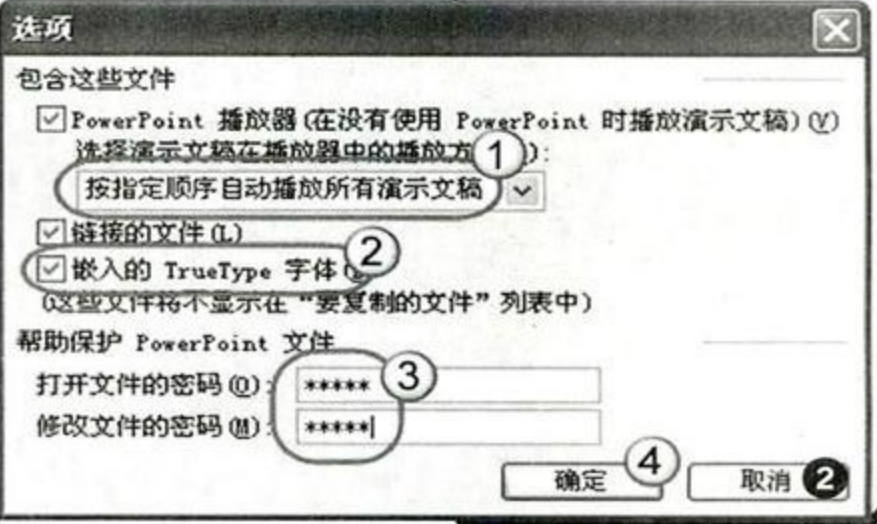 选项
包含这些文件
PowerPoint 播放器(在没有使用 PowerPoint 时播放演示文稿)(V)
选择演示文稿在播放器中的播放方 1 ):
按指定顺序自动播放所有演示文稿
链接的文件(L)
嵌入的 TrueType 字体( 2
(这些文件将不显示在“要复制的文件”列表中)
帮助保护 PowerPoint 文件
打开文件的密码(O): ***** 3
修改文件的密码(M): *****
确定 4 取消 2